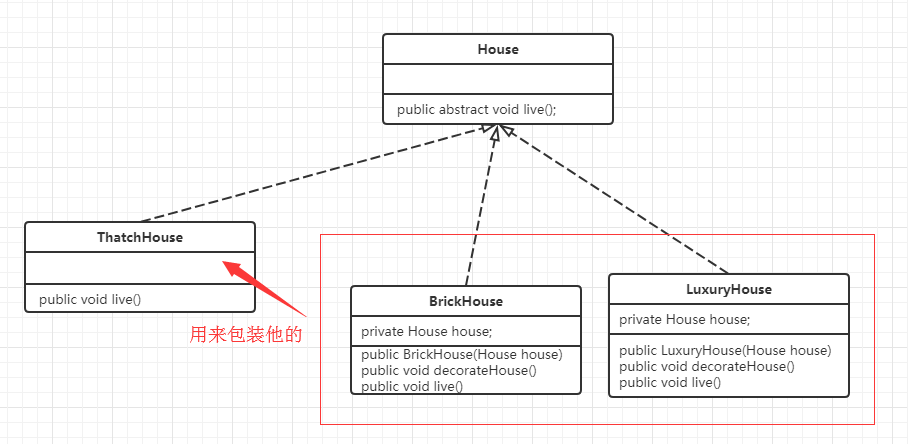 House
public abstract void live();
ThatchHouse
public void live()
用来包装他的
BrickHouse
private House house;
public BrickHouse(House house)
public void decorateHouse()
public void live()
LuxuryHouse
private House house;
public LuxuryHouse(House house)
public void decorateHouse()
public void live()